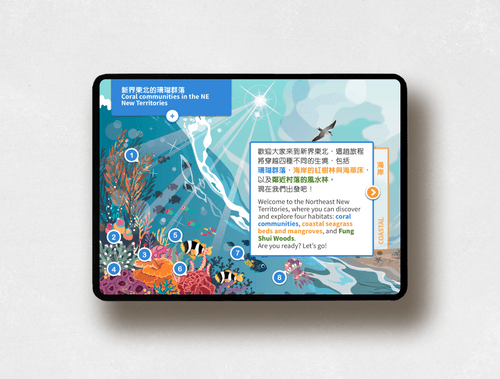 新界東北的珊瑚群落
Coral communities in the NE
New Territories
+
1
2
3
4
5
6
7
8
歡迎大家來到新界東北，這趟旅程
將穿越四種不同的生境，包括
珊瑚群落，海岸的紅樹林與海草床，
以及鄰近村落的風水林。
現在我們出發吧！
Welcome to the Northeast New
Territories, where you can discover
and explore four habitats: coral
communities, coastal seagrass
beds and mangroves, and Fung
Shui Woods.
Are you ready? Let's go!
海岸
COASTAL